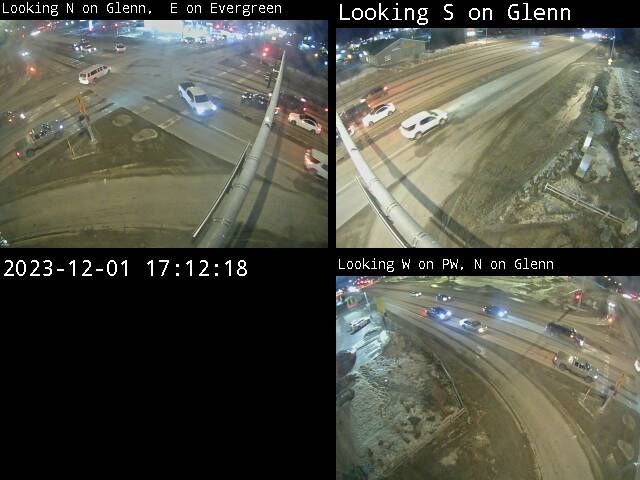 Looking N on Glenn,  E on Evergreen
Looking S on Glenn
2023-12-01 17:12:18
Looking W on PW, N on Glenn